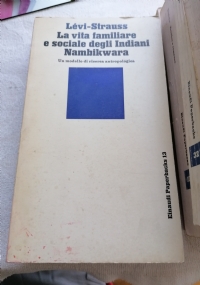 Lévi-Strauss
La vita familiare
e sociale degli Indiani
Nambikwara
Un modello di ricerca antropologica
Einaudi Paperbacks 13